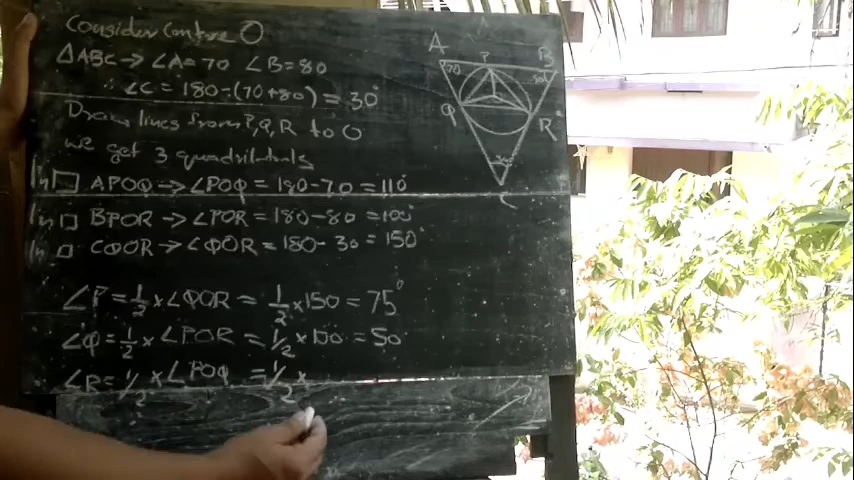 Consider Centre O
△ABC → ∠A = 70 ∠B = 80
∴ ∠C = 180 - (70+80) = 30°
Draw lines from P,Q,R to O
we get 3 quadrilaterals
In □ APOQ → ∠POQ = 180 - 70 = 110°
In □ BPOR → ∠POR = 180 - 80 = 100°
In □ CQOR → ∠QOR = 180 - 30 = 150°
∠P = 1/2 × ∠QOR = 1/2 × 150 = 75°
∠Q = 1/2 × ∠POR = 1/2 × 100 = 50
∠R = 1/2 × ∠POQ = 1/2 ×
A
P
B
70
80
Q
R
30
C